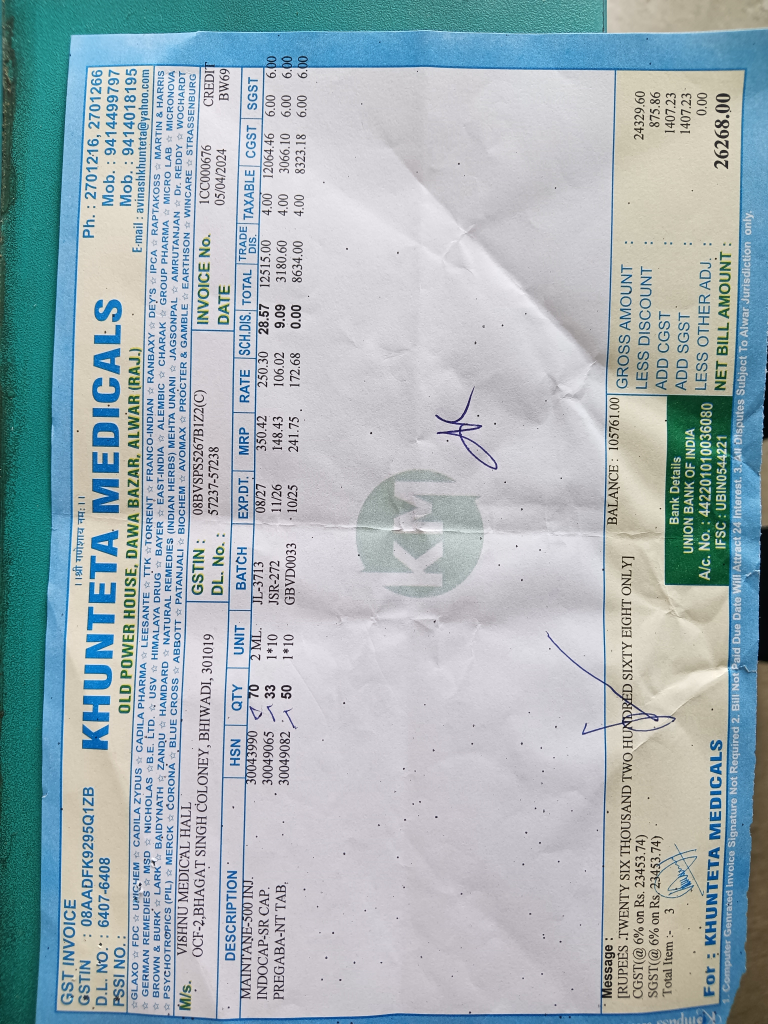 ।।श्री गणेशाय नमः।।
GST INVOICE
GSTIN : 08AADFK9295Q1ZB
D.L. NO. : 6407-6408
PSSI NO. :
KHUNTETA MEDICALS
OLD POWER HOUSE, DAWA BAZAR, ALWAR (RAJ.)
Ph. : 2701216, 2701266
Mob. : 9414499797
Mob. : 9414018195
E-mail : avinashkhunteta@yahoo.com
☆ GLAXO ☆ FDC ☆ UNICHEM ☆ CADILA ZYDUS ☆ CADILA PHARMA ☆ LEESANTE ☆ TTK ☆ TORRENT ☆ FRANCO-INDIAN ☆ RANBAXY ☆ DEY'S ☆ IPCA ☆ RAPTAKOSS ☆ MARTIN & HARRIS
☆ GERMAN REMEDIES ☆ MSD ☆ NICHOLAS ☆ B.E. LTD. ☆ USV ☆ HIMALAYA DRUG ☆ BAYER ☆ EAST-INDIA ☆ ALEMBIC ☆ CHARAK ☆ GROUP PHARMA ☆ MICRO LAB ☆ MICRONOVA
☆ BROWN & BURK ☆ LARK ☆ BAIDYNATH ☆ ZANDU ☆ HAMDARD ☆ NATURAL REMEDIES (INDIAN HERBS) MEHTA UNANI ☆ JAGSONPAL ☆ AMRUTANJAN ☆ Dr. REDDY ☆ WOCHARDT
☆ PSYCHOTROPICS (PIL) ☆ MERCK ☆ CORONA ☆ BLUE CROSS ☆ ABBOTT ☆ PATANJALI ☆ BIOCHEM ☆ AVOMAX ☆ PROCTER & GAMBLE ☆ EARTHSON ☆ WINCARE ☆ STRASSENBURG
M/s. VISHNU MEDICAL HALL
OCF-2,BHAGAT SINGH COLONEY, BHIWADI, 301019
GSTIN : 08BVSPS5267B1Z2(C)
DL. No. : 57237-57238
INVOICE No. 1CC000676 CREDIT
DATE 05/04/2024 BW69
DESCRIPTION HSN QTY UNIT BATCH EXP.DT. MRP RATE SCH.DIS. TOTAL TRADE DIS. TAXABLE CGST SGST
MAINTANE-500 INJ 30043990 70 2 ML. JL-3713 08/27 350.42 250.30 28.57 12515.00 4.00 12064.46 6.00 6.00
INDOCAP-SR CAP. 30049065 33 1*10 JSR-272 11/26 148.43 106.02 9.09 3180.60 4.00 3066.10 6.00 6.00
PREGABA-NT TAB. 30049082 50 1*10 GBVD0033 10/25 241.75 172.68 0.00 8634.00 4.00 8323.18 6.00 6.00
KM
Message :
[RUPEES .TWENTY SIX THOUSAND TWO HUNDRED SIXTY EIGHT ONLY] BALANCE : 105761.00
CGST(@ 6% on Rs. 23453.74)
SGST(@ 6% on Rs. 23453.74)
Total Item :- 3
Bank Details
UNION BANK OF INDIA
A/c. No. : 442201010036080
IFSC : UBIN0544221
GROSS AMOUNT : 24329.60
LESS DISCOUNT : 875.86
ADD CGST : 1407.23
ADD SGST : 1407.23
LESS OTHER ADJ. : 0.00
NET BILL AMOUNT : 26268.00
For : KHUNTETA MEDICALS
1. Computer Genrated Invoice Signature Not Required 2. Bill Not Paid Due Date Will Attract 24 Interest. 3. All Disputes Subject To Alwar Jurisdiction only.